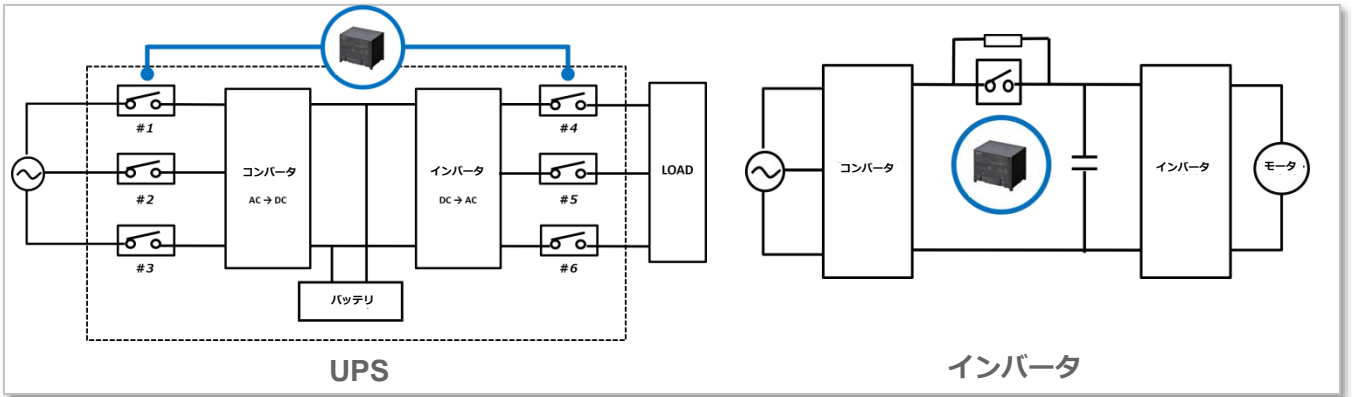 #1
#2
#3
コンバータ
AC → DC
バッテリ
インバータ
DC → AC
#4
#5
#6
LOAD
UPS
コンバータ
インバータ
モータ
インバータ